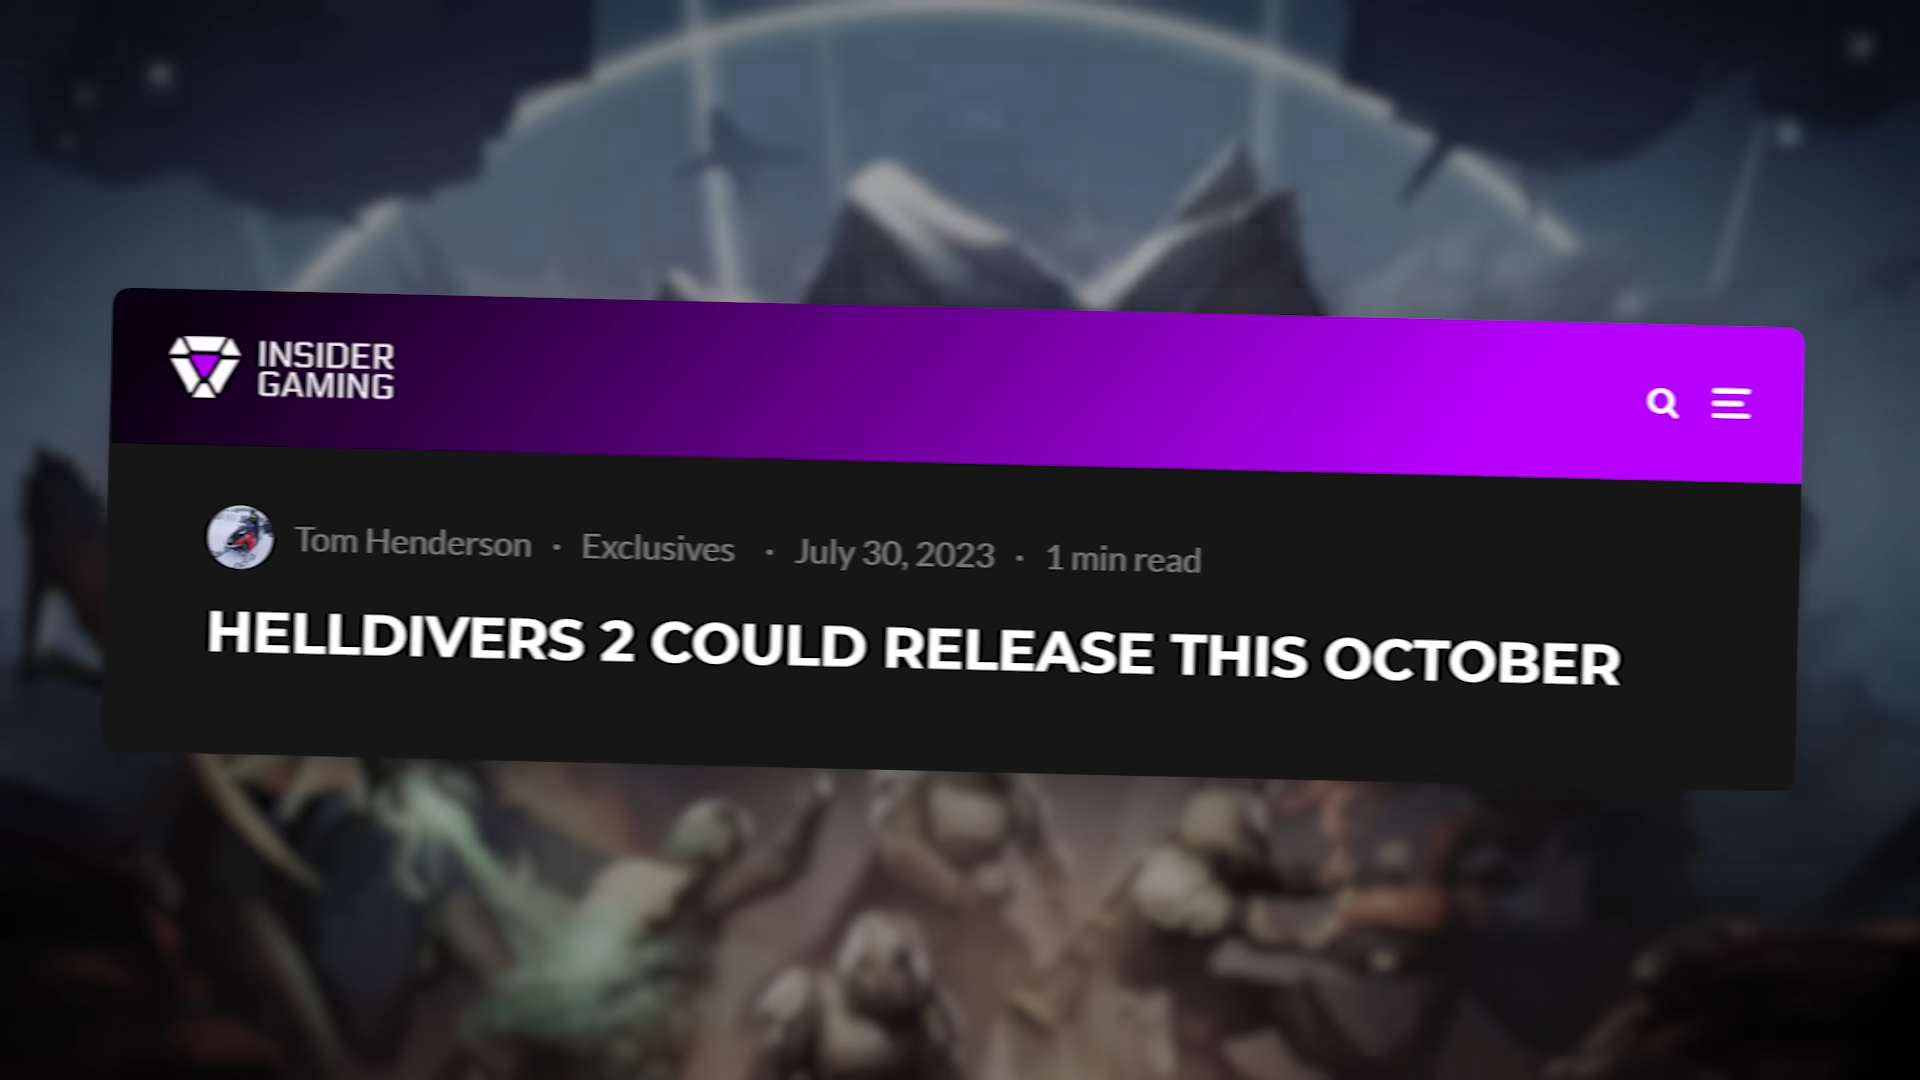 INSIDER
GAMING
Tom Henderson · Exclusives · July 30, 2023 · 1 min read
HELLDIVERS 2 COULD RELEASE THIS OCTOBER